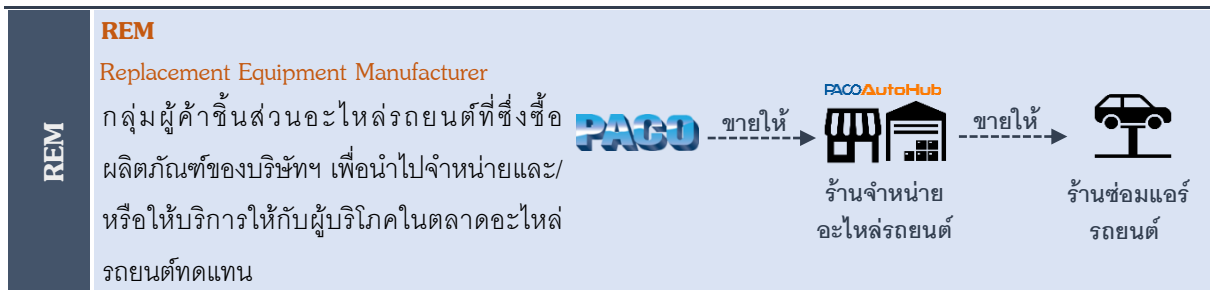 REM
REM
Replacement Equipment Manufacturer
กลุ่มผู้ค้าชิ้นส่วนอะไหล่รถยนต์ที่ซึ่งซื้อ
ผลิตภัณฑ์ของบริษัทฯ เพื่อนำไปจำหน่ายและ/
หรือให้บริการให้กับผู้บริโภคในตลาดอะไหล่
รถยนต์ทดแทน
PACO
ขายให้
PACO AutoHub
ร้านจำหน่าย
อะไหล่รถยนต์
ขายให้
ร้านซ่อมแอร์
รถยนต์